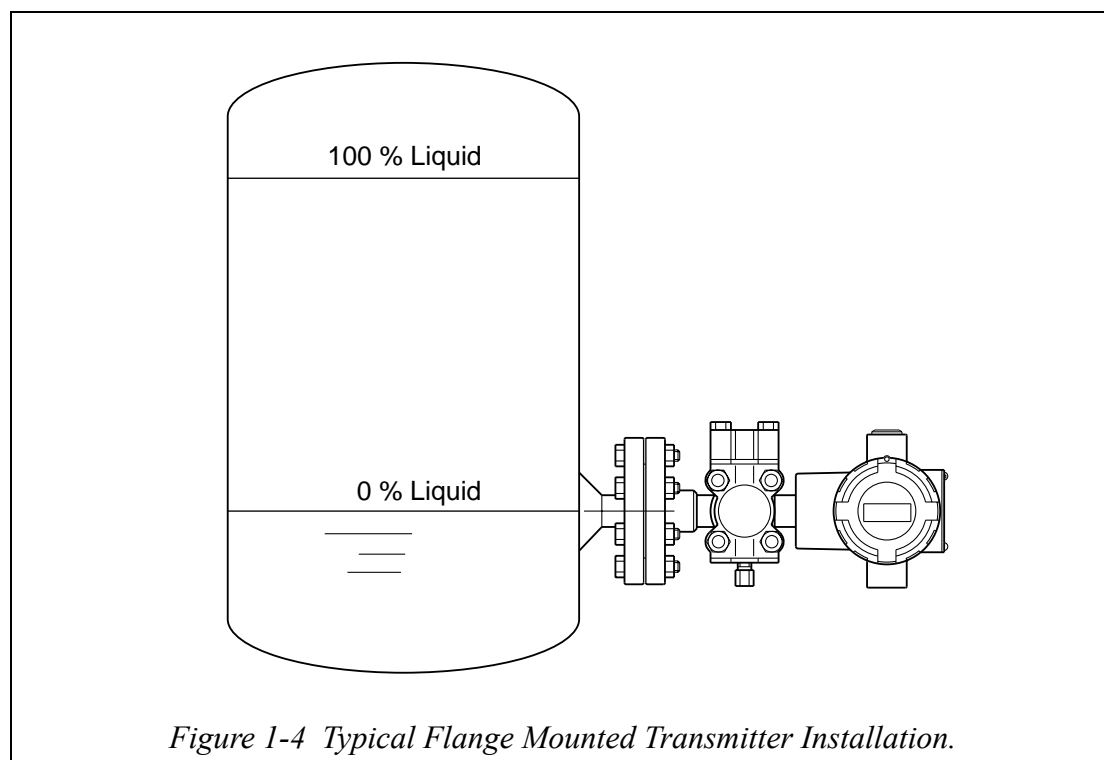 100 % Liquid
0 % Liquid
Figure 1-4 Typical Flange Mounted Transmitter Installation.